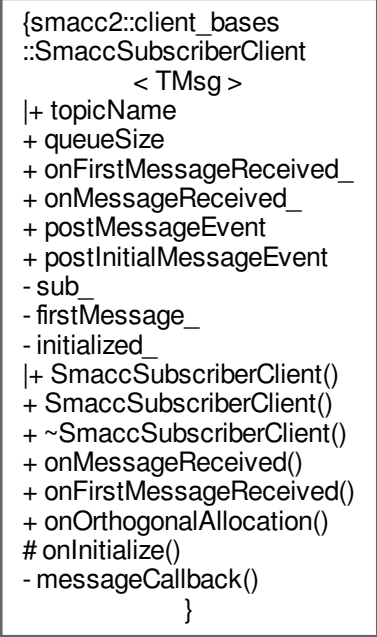 {smacc2::client_bases
::SmaccSubscriberClient
< TMsg >
|+ topicName
+ queueSize
+ onFirstMessageReceived_
+ onMessageReceived_
+ postMessageEvent
+ postInitialMessageEvent
- sub_
- firstMessage_
- initialized_
|+ SmaccSubscriberClient()
+ SmaccSubscriberClient()
+ ~SmaccSubscriberClient()
+ onMessageReceived()
+ onFirstMessageReceived()
+ onOrthogonalAllocation()
# onInitialize()
- messageCallback()
}